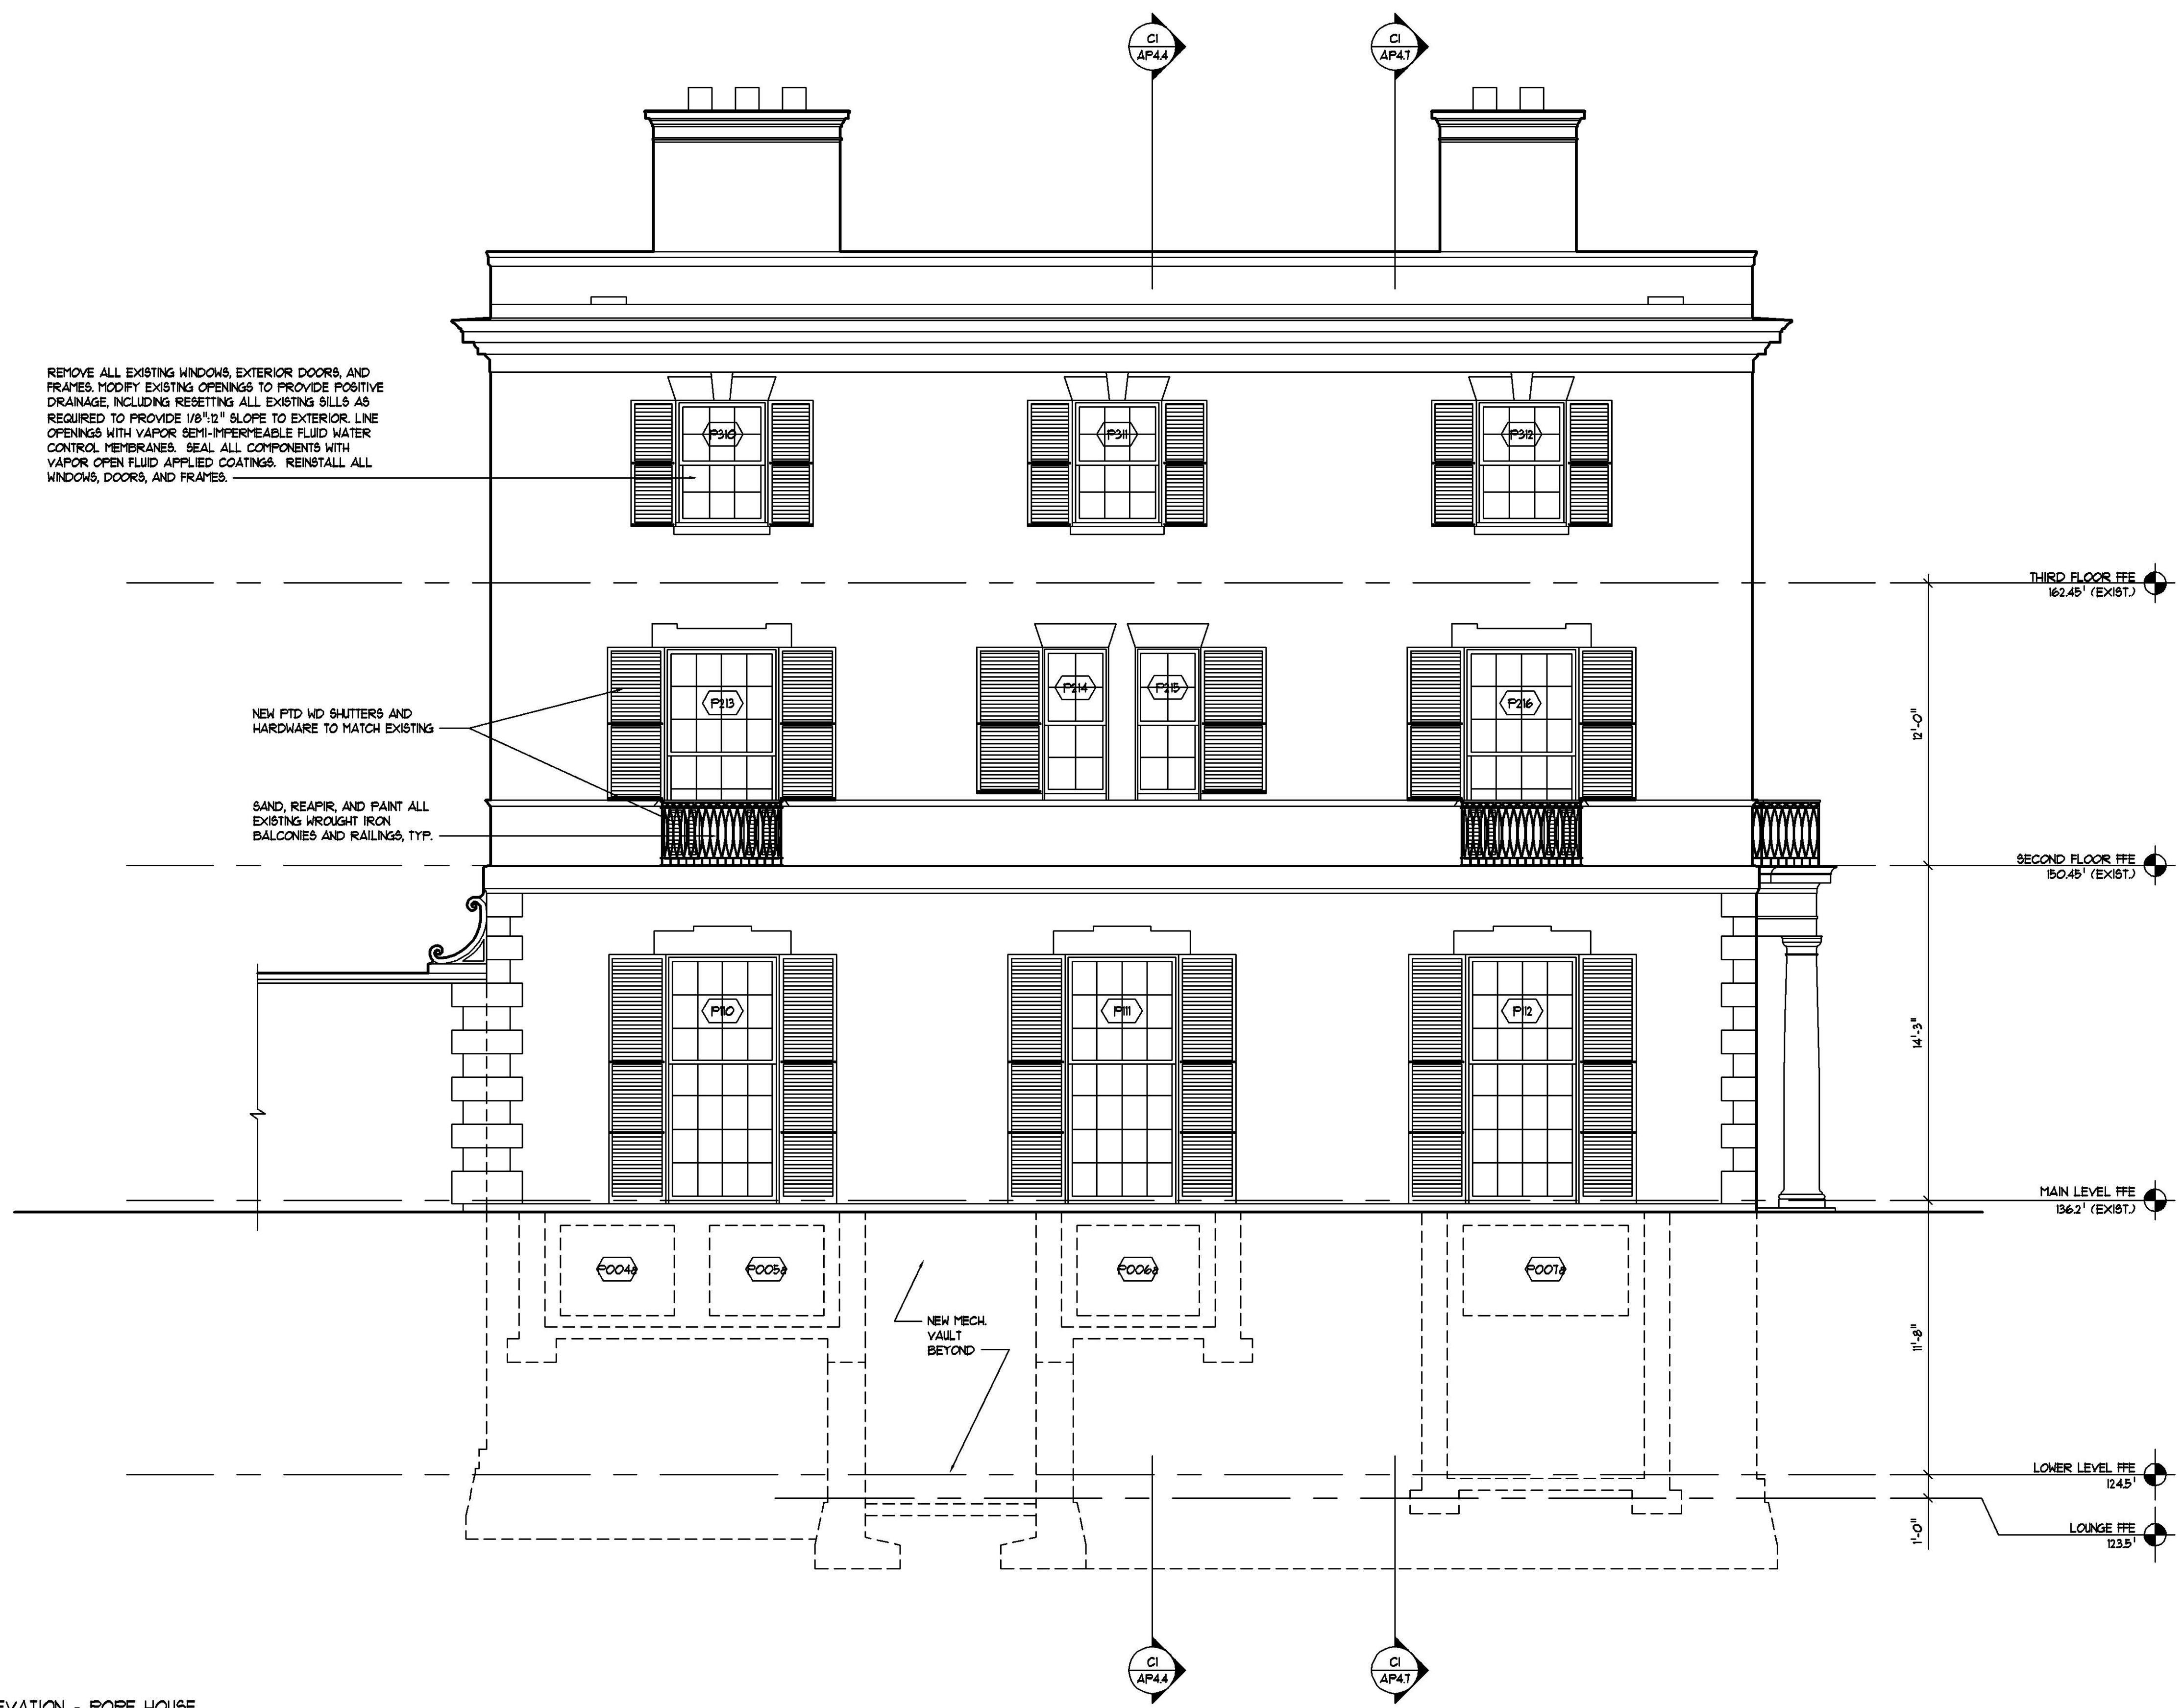 C1
AP4.4
C1
AP4.7
REMOVE ALL EXISTING WINDOWS, EXTERIOR DOORS, AND
FRAMES. MODIFY EXISTING OPENINGS TO PROVIDE POSITIVE
DRAINAGE, INCLUDING RESETTING ALL EXISTING SILLS AS
REQUIRED TO PROVIDE 1/8":12" SLOPE TO EXTERIOR. LINE
OPENINGS WITH VAPOR SEMI-IMPERMEABLE FLUID WATER
CONTROL MEMBRANES. SEAL ALL COMPONENTS WITH
VAPOR OPEN FLUID APPLIED COATINGS. REINSTALL ALL
WINDOWS, DOORS, AND FRAMES.
P310
P311
P312
THIRD FLOOR FFE
162.45' (EXIST.)
NEW PTD WD SHUTTERS AND
HARDWARE TO MATCH EXISTING
P213
P214
P215
P216
12'-0"
SAND, REAPIR, AND PAINT ALL
EXISTING WROUGHT IRON
BALCONIES AND RAILINGS, TYP.
SECOND FLOOR FFE
150.45' (EXIST.)
P110
P111
P112
14'-3"
MAIN LEVEL FFE
136.2' (EXIST.)
P004a
P005a
P006a
P007a
NEW MECH.
VAULT
BEYOND
11'-8"
LOWER LEVEL FFE
124.5'
LOUNGE FFE
123.5'
1'-0"
C1
AP4.4
C1
AP4.7
- POPE HOUSE